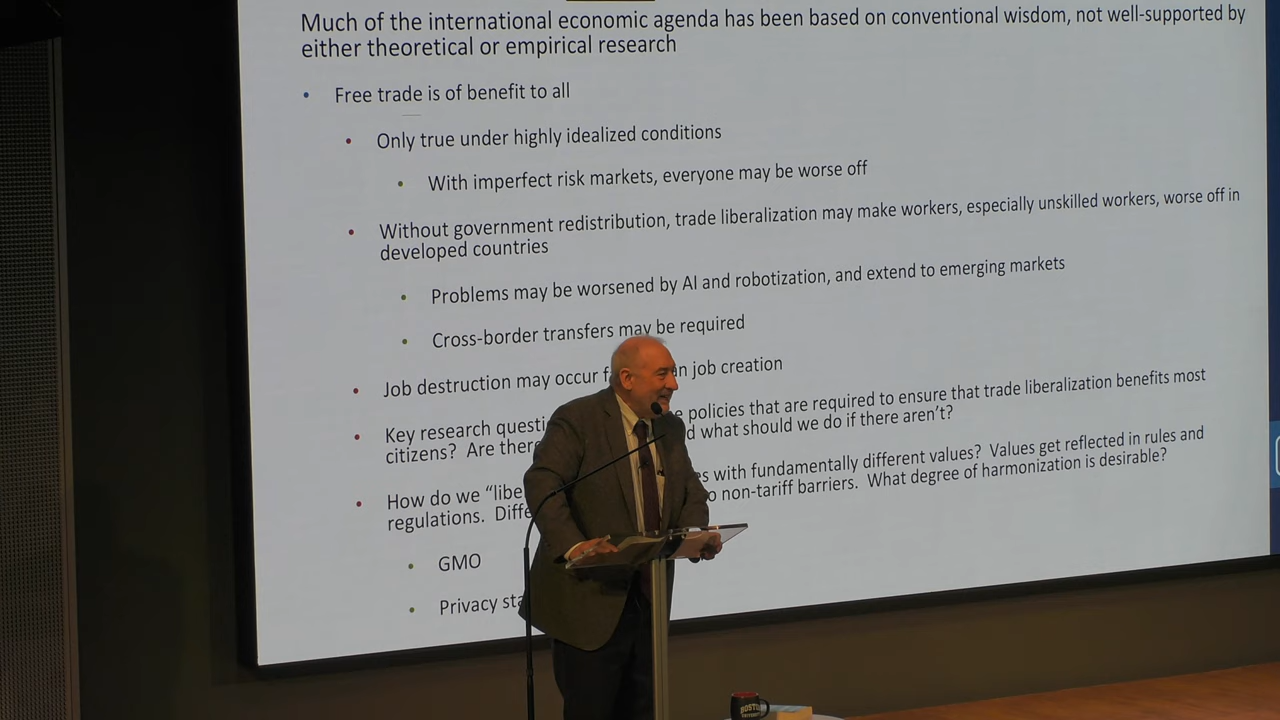 Much of the international economic agenda has been based on conventional wisdom, not well-supported by
either theoretical or empirical research
• Free trade is of benefit to all
• Only true under highly idealized conditions
• With imperfect risk markets, everyone may be worse off
• Without government redistribution, trade liberalization may make workers, especially unskilled workers, worse off in
developed countries
• Problems may be worsened by AI and robotization, and extend to emerging markets
• Cross-border transfers may be required
• Job destruction may occur job creation
• Key research policies that are required to ensure that trade liberalization benefits most
citizens? Are what should we do if there aren't?
• How do we with fundamentally different values? Values get reflected in rules and
regulations. non-tariff barriers. What degree of harmonization is desirable?
• GMO
• Privacy